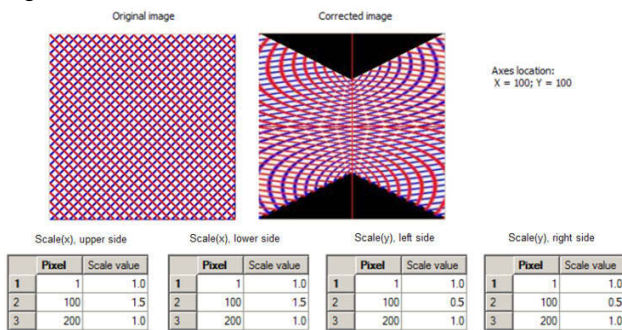 Original image
Corrected image
Axes location:
X = 100; Y = 100
Scale(x), upper side
Scale(x), lower side
Scale(y), left side
Scale(y), right side
Pixel Scale value
1 1 1.0
2 100 1.5
3 200 1.0
Pixel Scale value
1 1 1.0
2 100 1.5
3 200 1.0
Pixel Scale value
1 1 1.0
2 100 0.5
3 200 1.0
Pixel Scale value
1 1 1.0
2 100 0.5
3 200 1.0